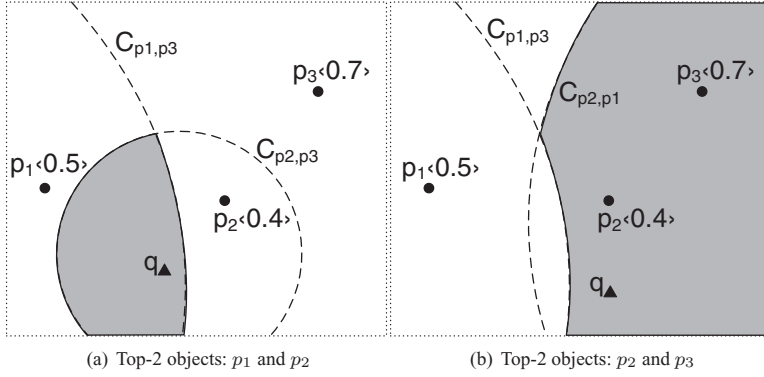 C_{p1,p3}
p₃‹0.7›
C_{p2,p3}
p₁‹0.5›
p₂‹0.4›
q
(a) Top-2 objects: p₁ and p₂
C_{p1,p3}
p₃‹0.7›
C_{p2,p1}
p₁‹0.5›
p₂‹0.4›
q
(b) Top-2 objects: p₂ and p₃